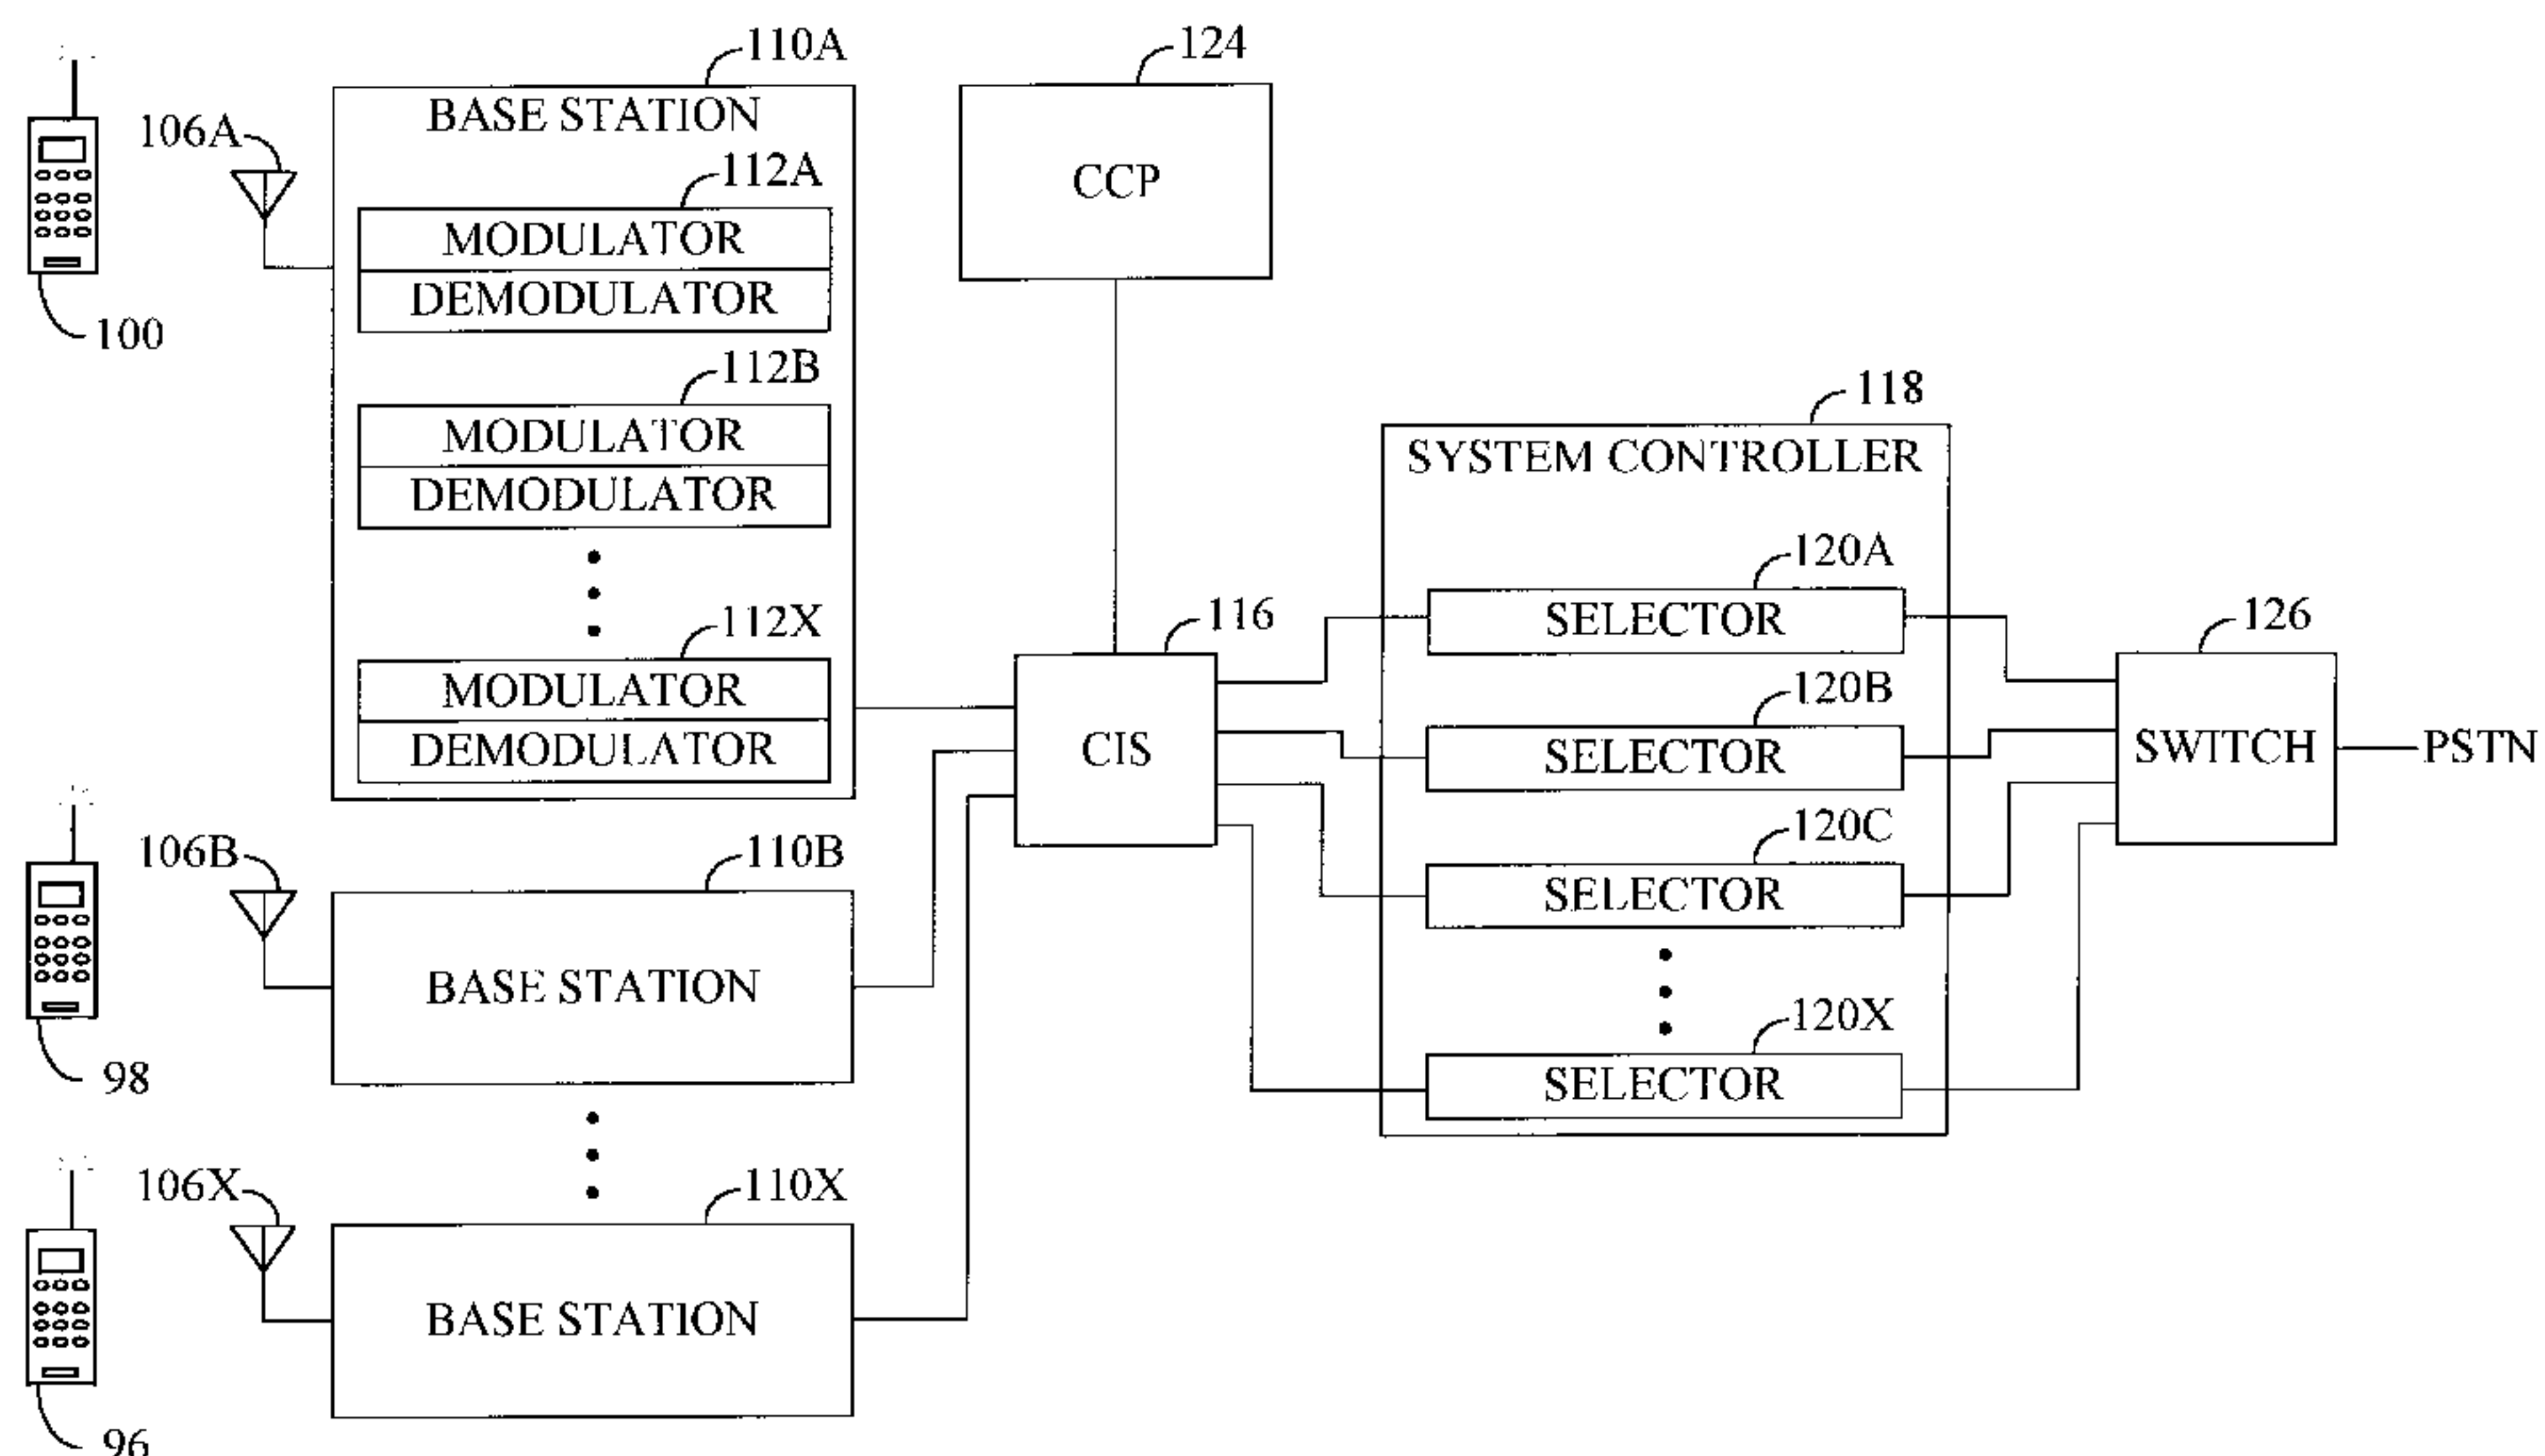 110A
BASE STATION
106A
112A
MODULATOR
DEMODULATOR
100
112B
MODULATOR
DEMODULATOR
112X
MODULATOR
DEMODULATOR
124
CCP
118
SYSTEM CONTROLLER
120A
SELECTOR
116
CIS
120B
SELECTOR
120C
SELECTOR
120X
SELECTOR
126
SWITCH
PSTN
106B
110B
BASE STATION
98
106X
110X
BASE STATION
96